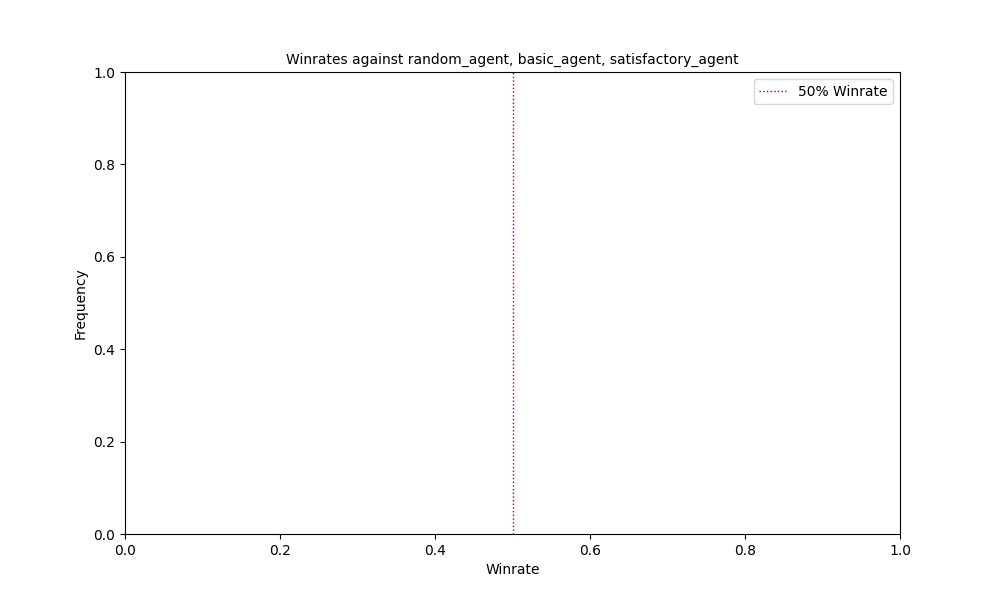 Winrates against random_agent, basic_agent, satisfactory_agent
50% Winrate
1.0
0.8
0.6
0.4
0.2
0.0
Frequency
0.0 0.2 0.4 0.6 0.8 1.0
Winrate